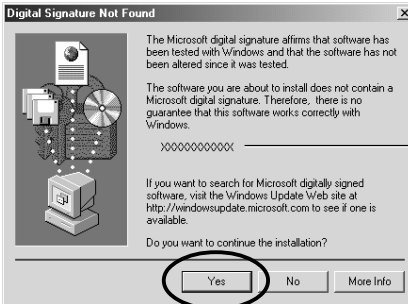 Digital Signature Not Found
The Microsoft digital signature affirms that software has
been tested with Windows and that the software has not
been altered since it was tested.
The software you are about to install does not contain a
Microsoft digital signature. Therefore, there is no
guarantee that this software works correctly with
Windows.
XXXXXXXXXXX
If you want to search for Microsoft digitally signed
software, visit the Windows Update Web site at
http://windowsupdate.microsoft.com to see if one is
available.
Do you want to continue the installation?
Yes No More Info